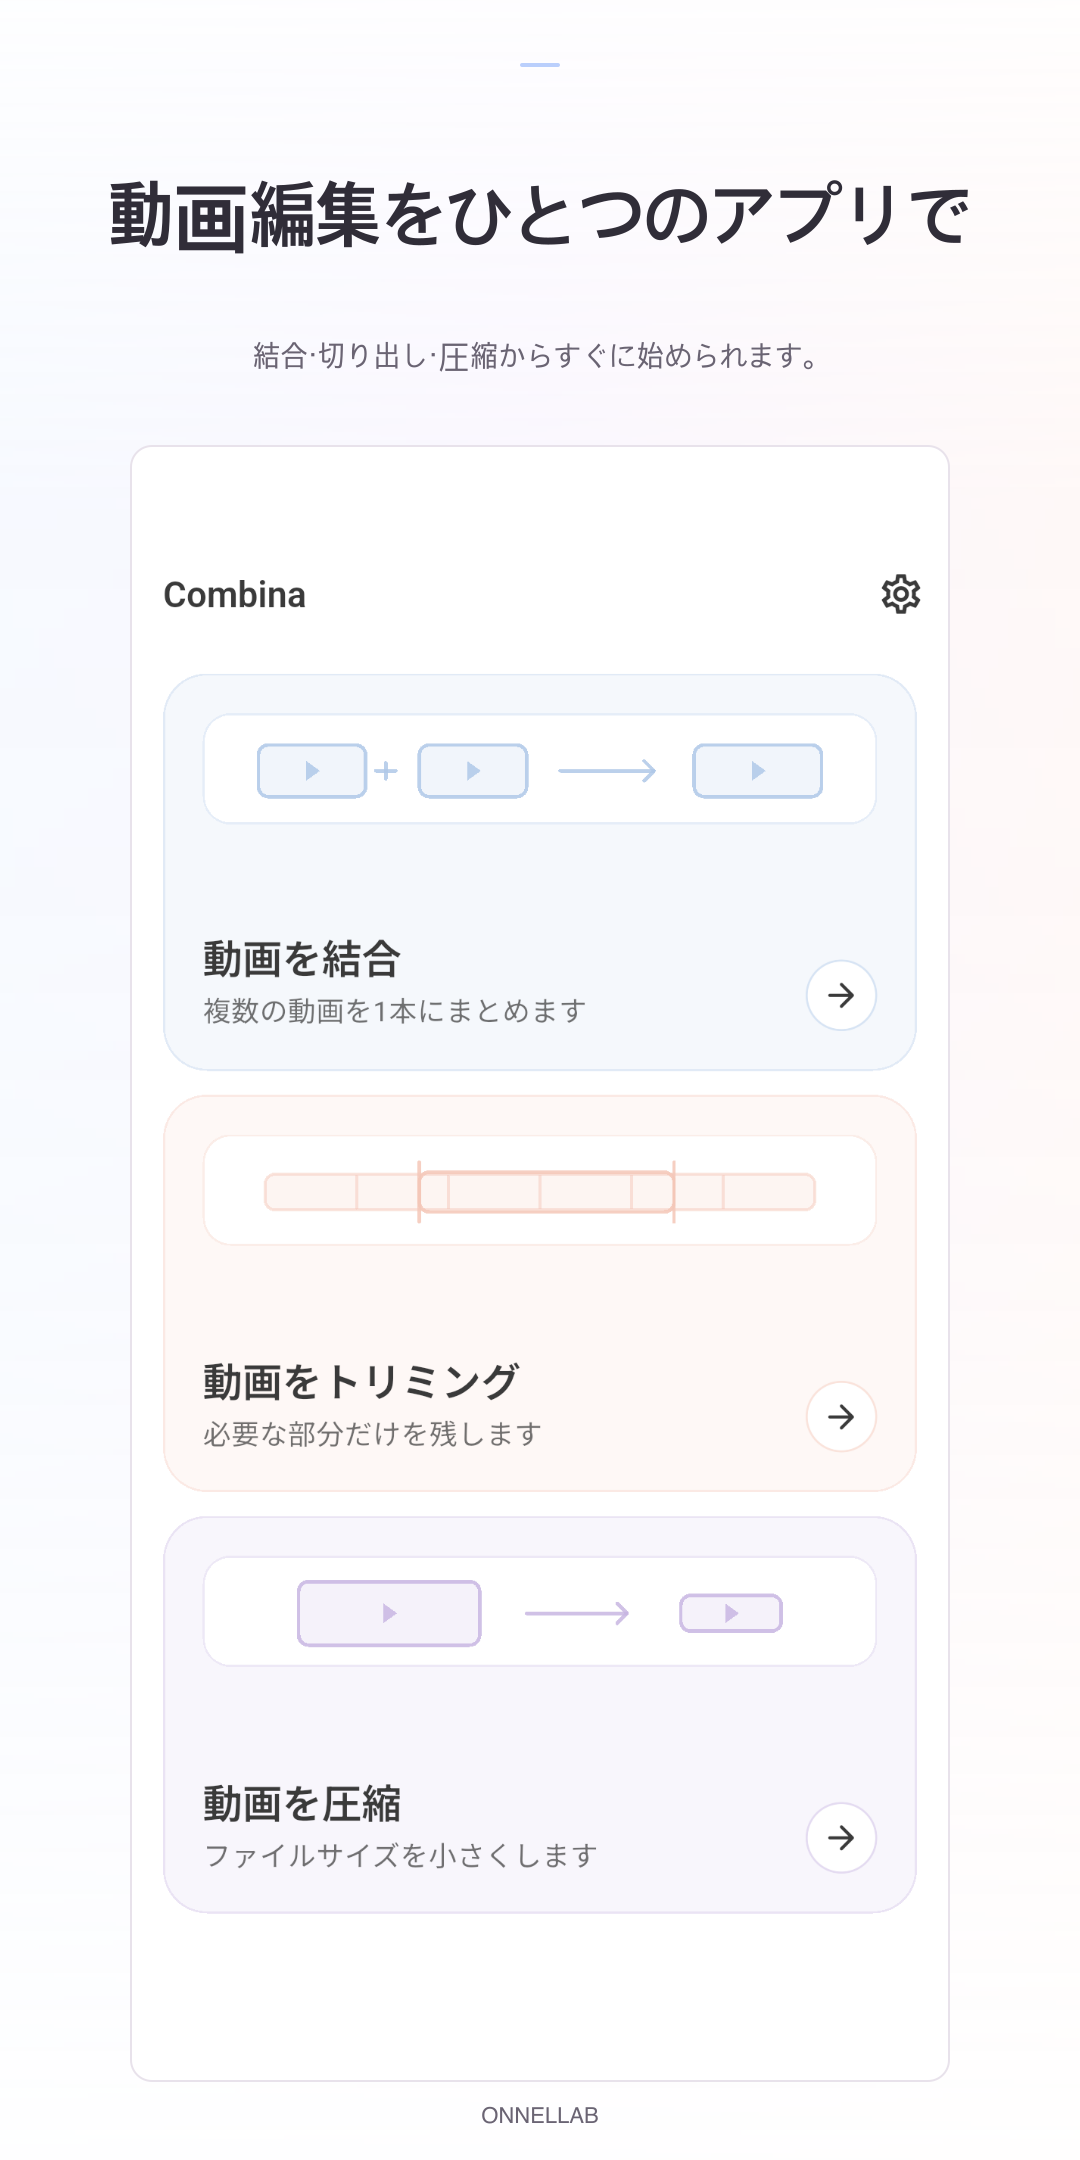 動画編集をひとつのアプリで
結合·切り出し·圧縮からすぐに始められます。
Combina
動画を結合
複数の動画を1本にまとめます
動画をトリミング
必要な部分だけを残します
動画を圧縮
ファイルサイズを小さくします
ONNELLAB